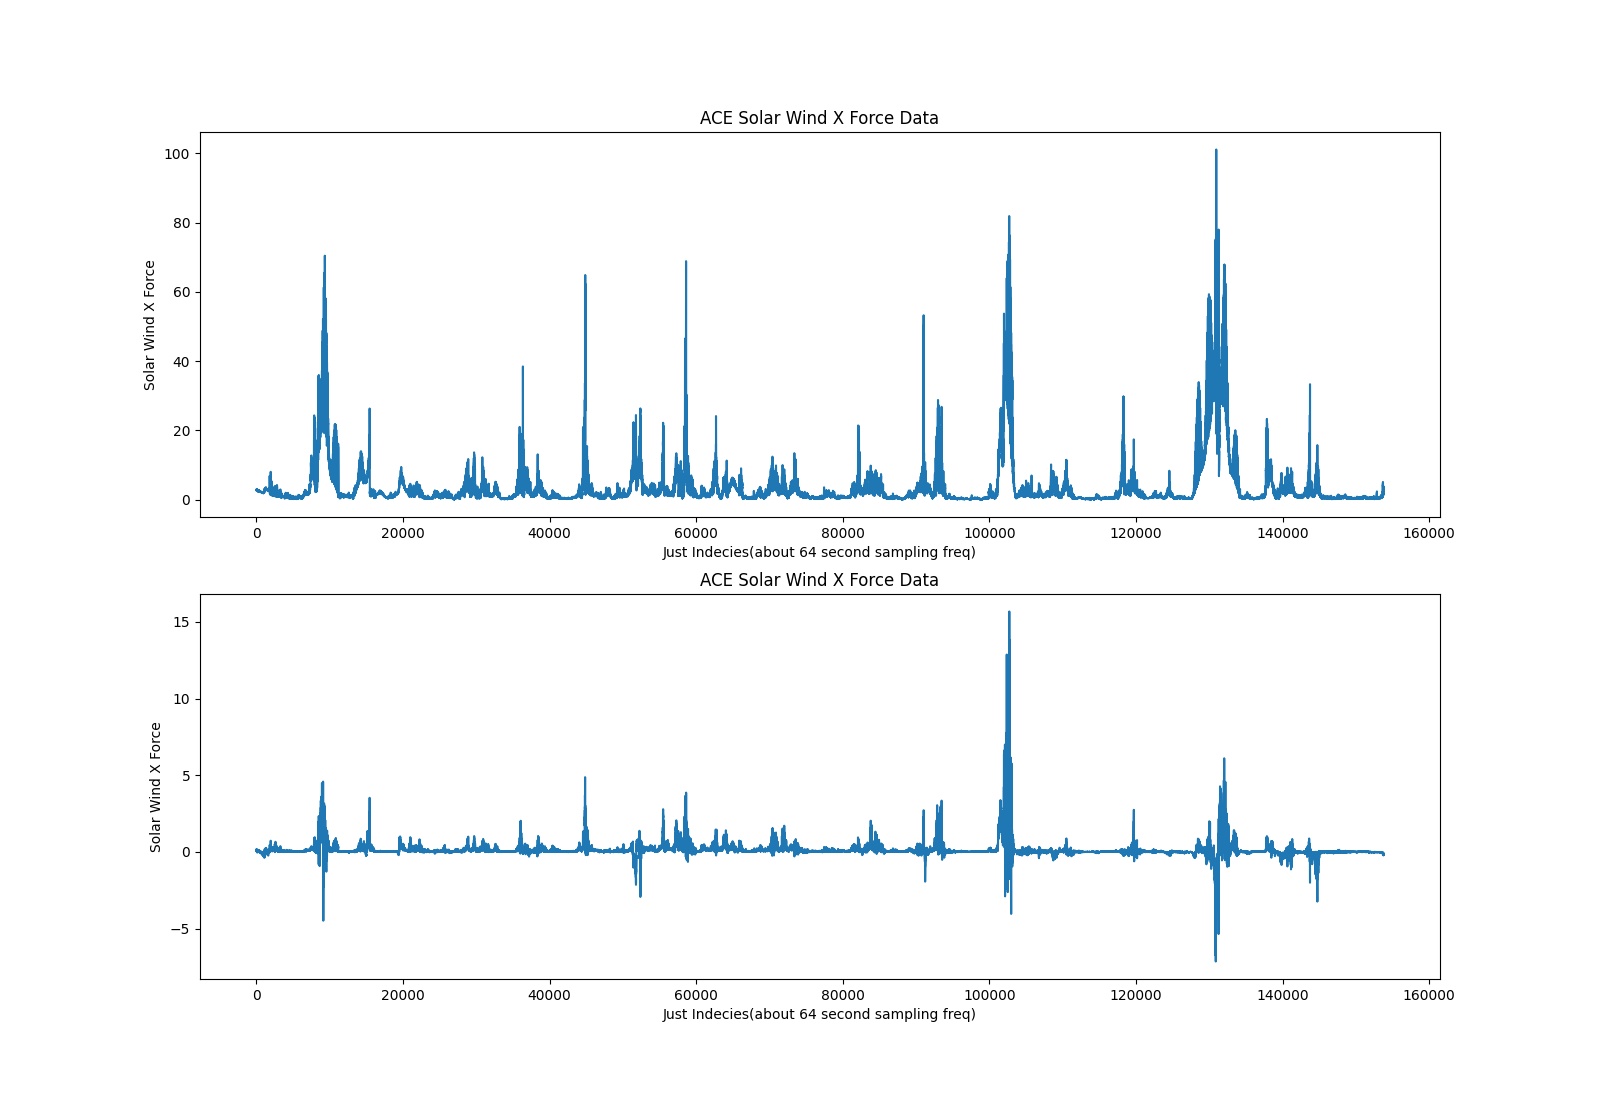 ACE Solar Wind X Force Data
100
80
60
40
20
0
Solar Wind X Force
0 20000 40000 60000 80000 100000 120000 140000 160000
Just Indecies(about 64 second sampling freq)
ACE Solar Wind X Force Data
15
10
5
0
−5
Solar Wind X Force
0 20000 40000 60000 80000 100000 120000 140000 160000
Just Indecies(about 64 second sampling freq)